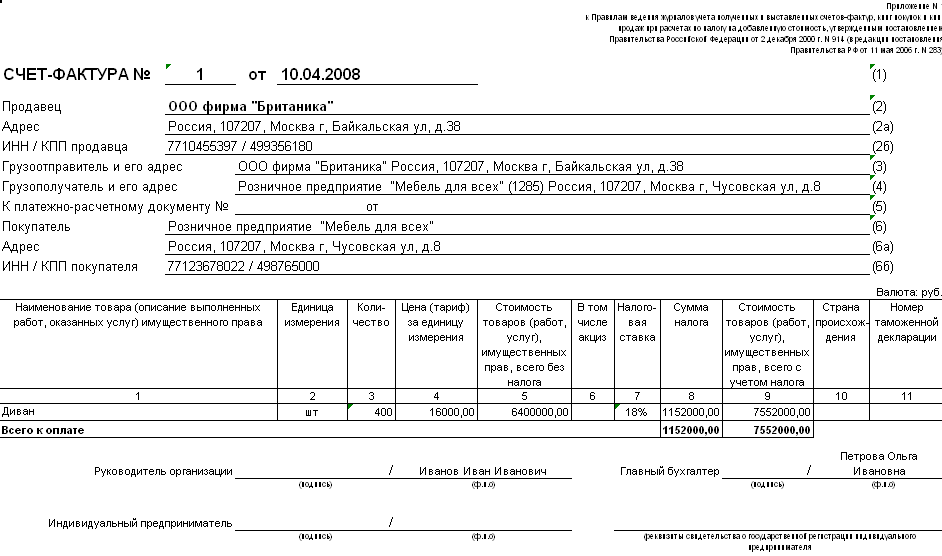 Приложение N 1
к Правилам ведения журналов учета полученных и выставленных счетов-фактур, книг покупок и книг
продаж при расчетах по налогу на добавленную стоимость, утвержденным постановлением
Правительства Российской Федерации от 2 декабря 2000 г. N 914 (в редакции постановления
Правительства РФ от 11 мая 2006 г. N 283)
СЧЕТ-ФАКТУРА № 1 от 10.04.2008 (1)
Продавец ООО фирма "Британика" (2)
Адрес Россия, 107207, Москва г, Байкальская ул, д.38 (2а)
ИНН / КПП продавца 7710455397 / 499356180 (2б)
Грузоотправитель и его адрес ООО фирма "Британика" Россия, 107207, Москва г, Байкальская ул, д.38 (3)
Грузополучатель и его адрес Розничное предприятие "Мебель для всех" (1285) Россия, 107207, Москва г, Чусовская ул, д.8 (4)
К платежно-расчетному документу № от (5)
Покупатель Розничное предприятие "Мебель для всех" (6)
Адрес Россия, 107207, Москва г, Чусовская ул, д.8 (6а)
ИНН / КПП покупателя 77123678022 / 498765000 (6б)
Валюта: руб.
Наименование товара (описание выполненных
работ, оказанных услуг) имущественного права
Единица
измерения
Коли-
чество
Цена (тариф)
за единицу
измерения
Стоимость
товаров (работ,
услуг),
имущественных
прав, всего без
налога
В том
числе
акциз
Налого-
вая
ставка
Сумма
налога
Стоимость
товаров (работ,
услуг),
имущественных
прав, всего с
учетом налога
Страна
происхож-
дения
Номер
таможенной
декларации
1 2 3 4 5 6 7 8 9 10 11
Диван шт 400 16000,00 6400000,00 18% 1152000,00 7552000,00
Всего к оплате 1152000,00 7552000,00
Руководитель организации / Иванов Иван Иванович
(подпись) (ф.и.о)
Главный бухгалтер / Петрова Ольга
Ивановна
(подпись) (ф.и.о)
Индивидуальный предприниматель /
(подпись) (ф.и.о)
(реквизиты свидетельства о государственной регистрации индивидуального
предпринимателя